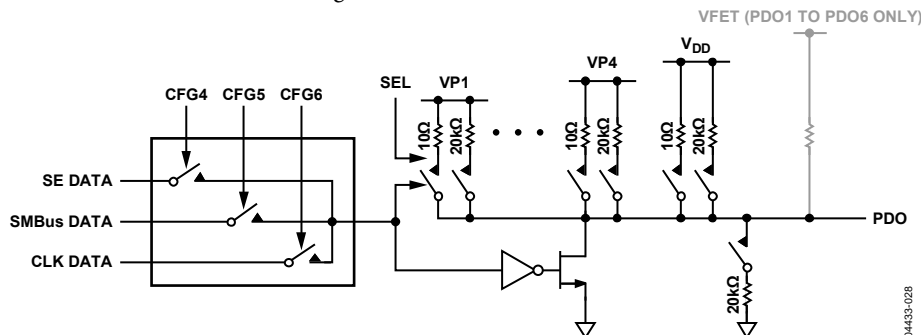 VFET (PDO1 TO PDO6 ONLY)
CFG4 CFG5 CFG6
SEL
VP1
VP4
VDD
10Ω
20kΩ
10Ω
20kΩ
10Ω
20kΩ
SE DATA
SMBus DATA
CLK DATA
PDO
20kΩ
04433-028